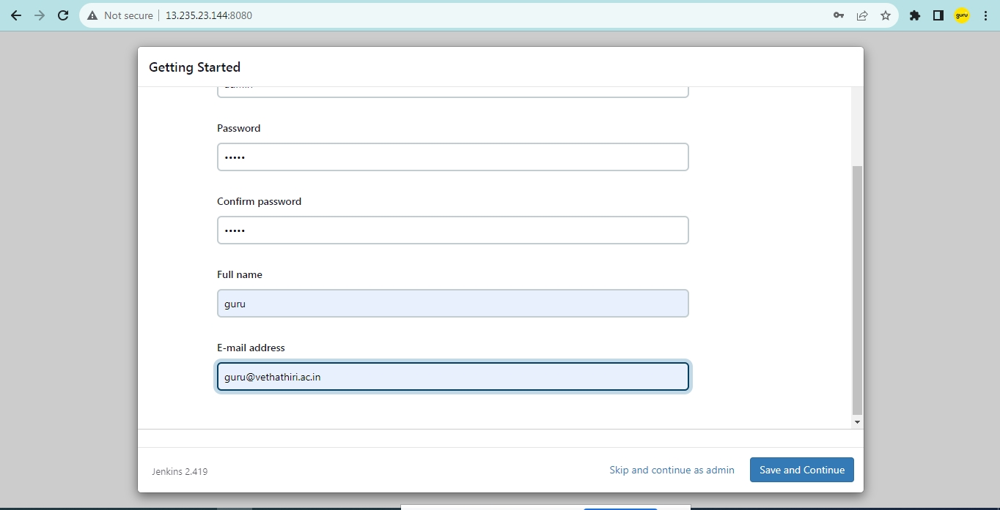 Not secure 13.235.23.144:8080 guru
Getting Started
Password
•••••
Confirm password
•••••
Full name
guru
E-mail address
guru@vethathiri.ac.in
Jenkins 2.419
Skip and continue as admin
Save and Continue